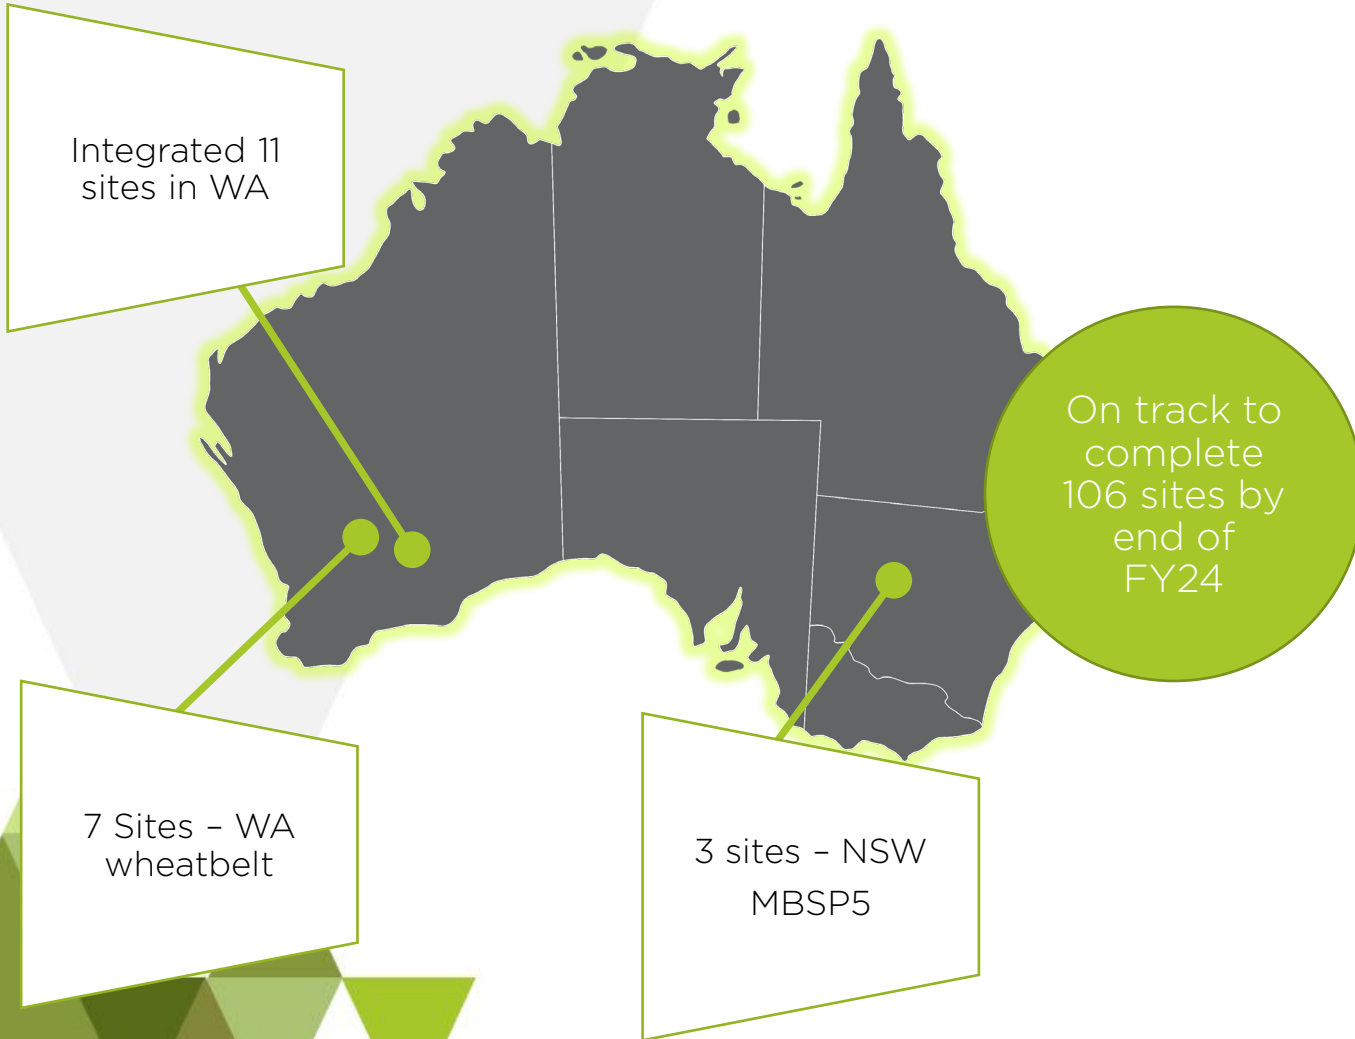 Integrated 11
sites in WA
On track to
complete
106 sites by
end of
FY24
7 Sites – WA
wheatbelt
3 sites – NSW
MBSP5